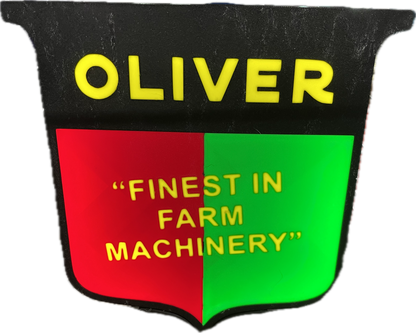 OLIVER
“FINEST IN
FARM
MACHINERY”